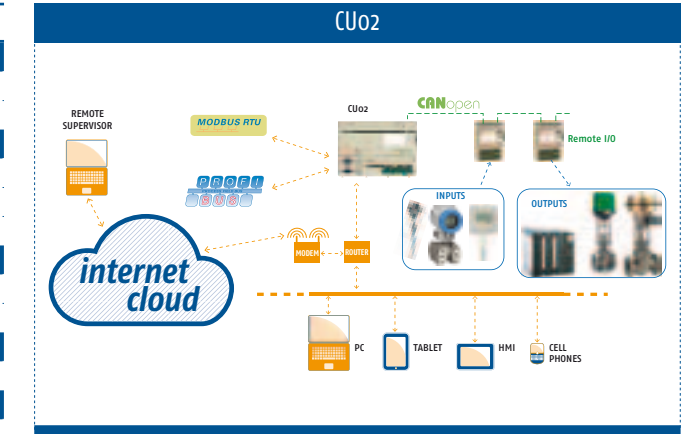 CU02
REMOTE
SUPERVISOR
MODBUS RTU
CU02
CANopen
Remote I/O
PROFI
BUS
INPUTS
OUTPUTS
MODEM
ROUTER
internet
cloud
PC
TABLET
HMI
CELL
PHONES